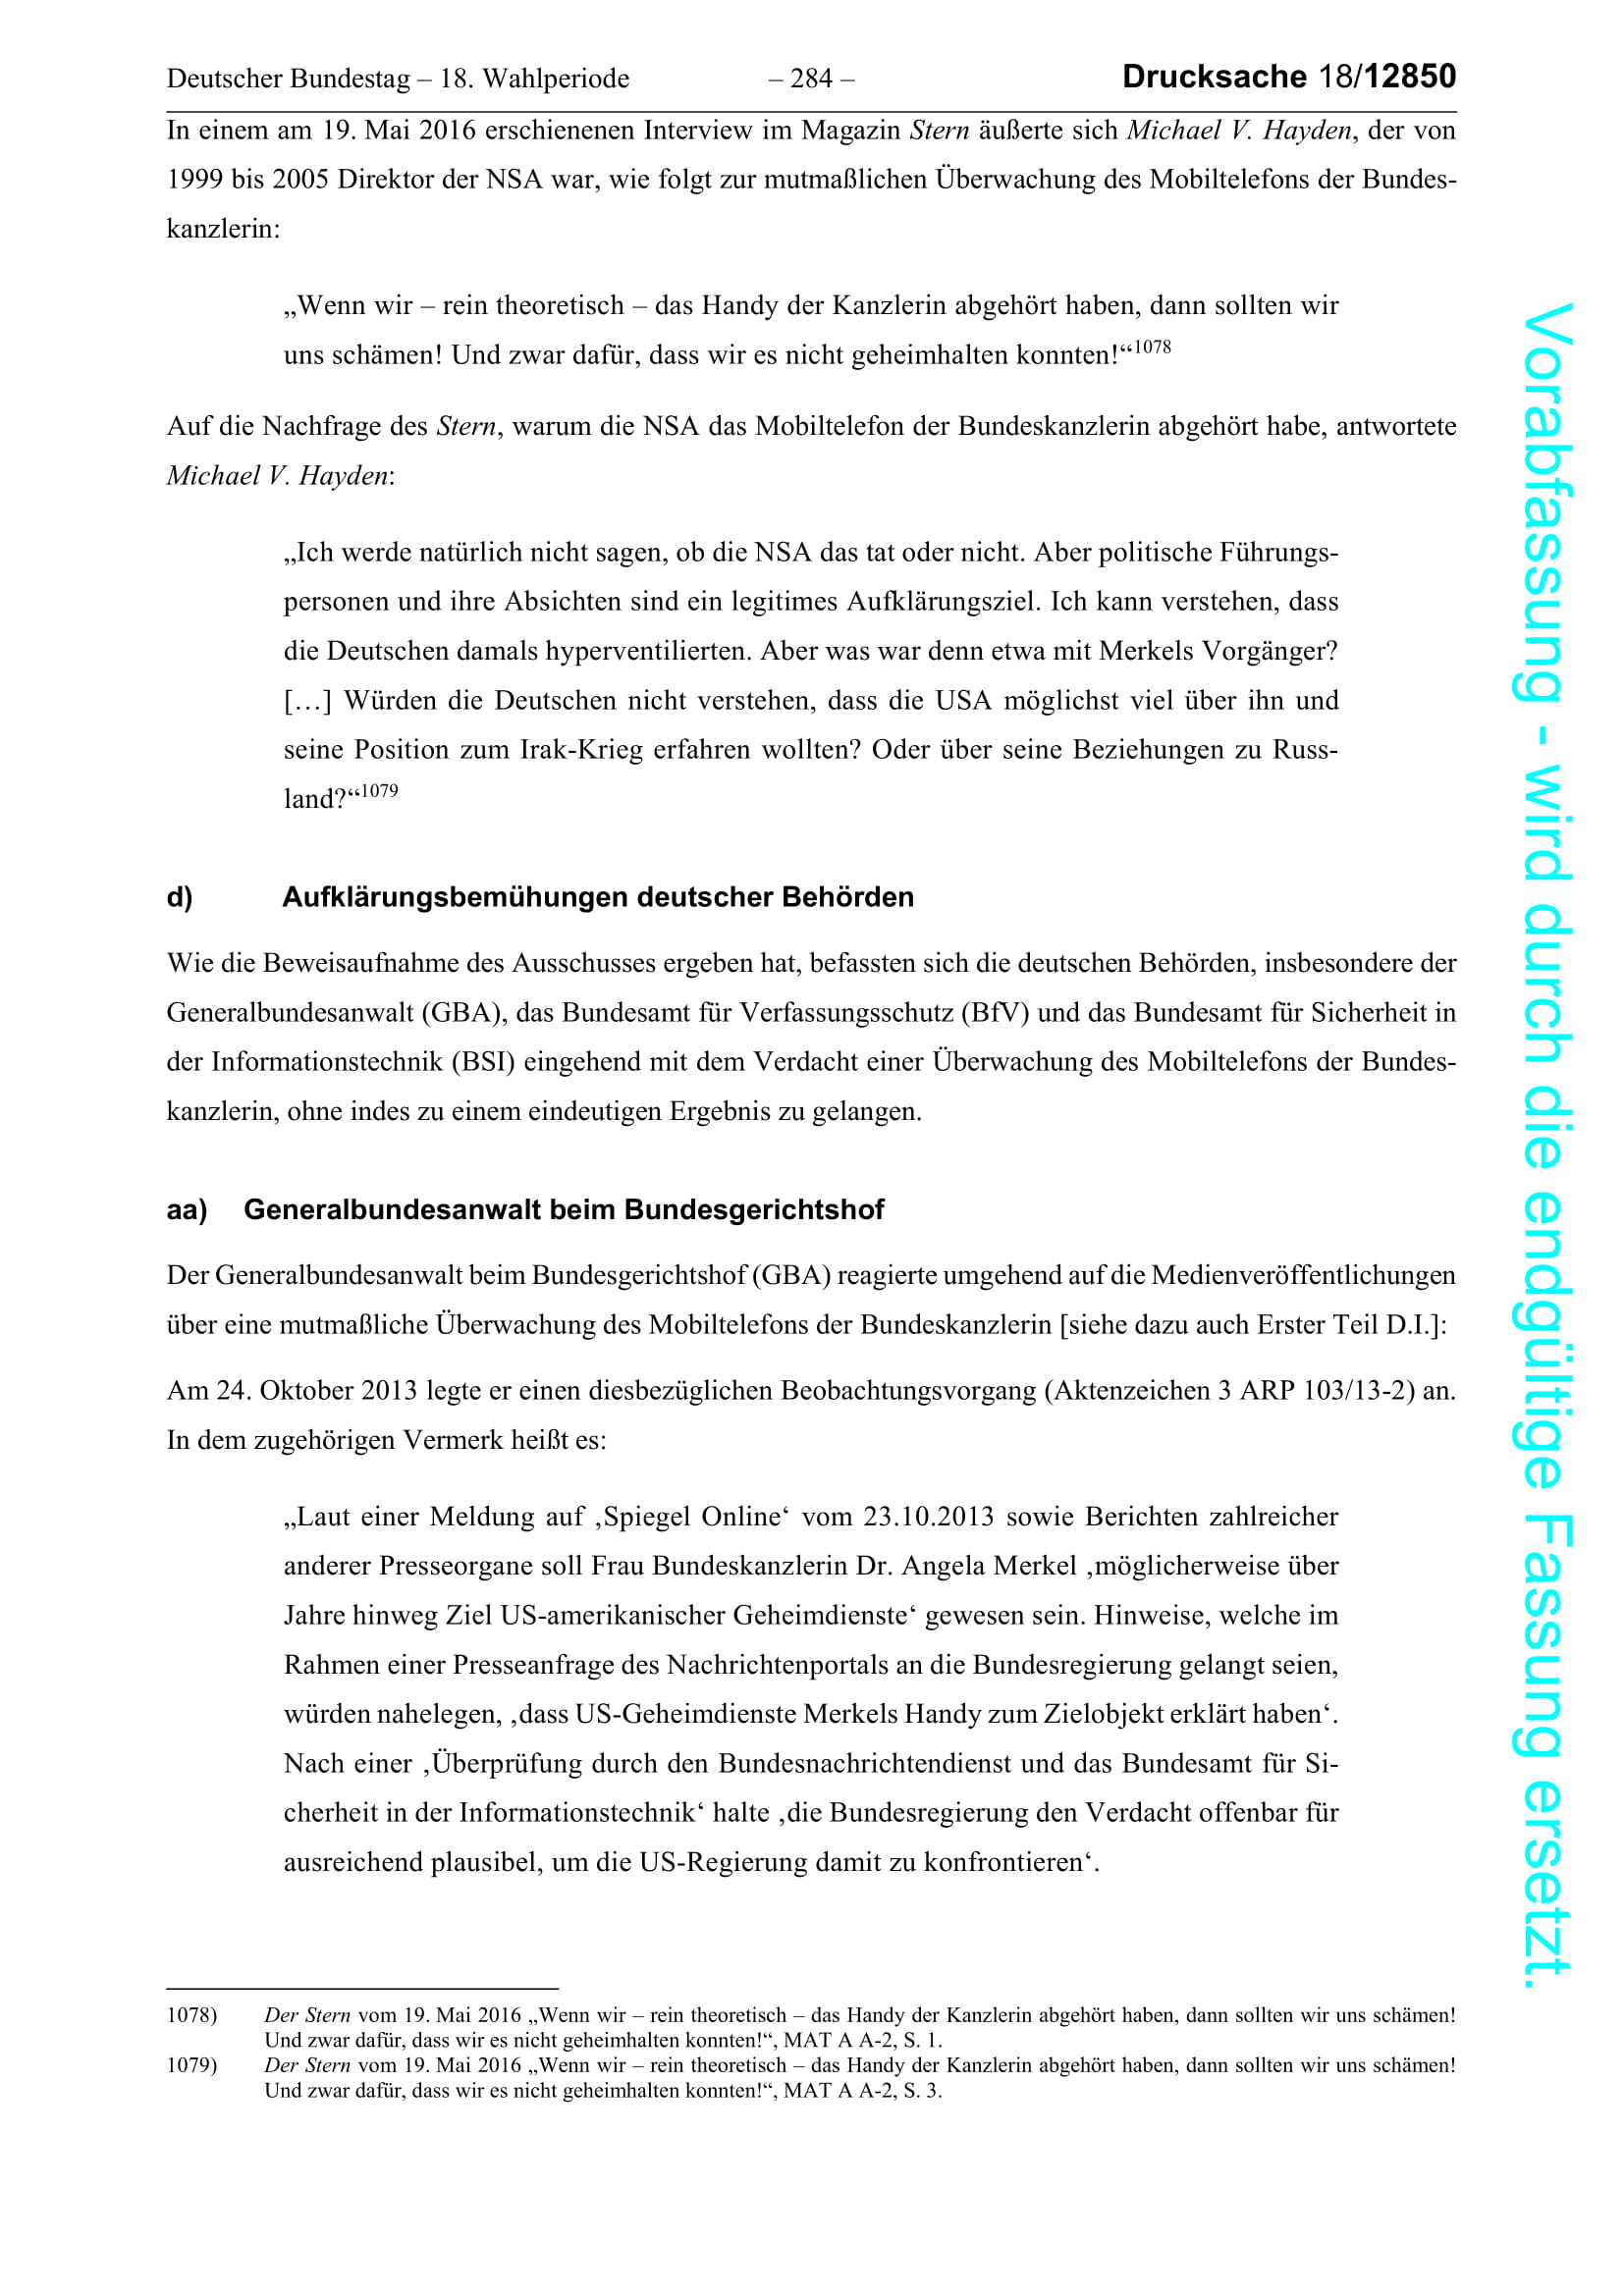 Deutscher Bundestag – 18. Wahlperiode – 284 – Drucksache 18/12850
In einem am 19. Mai 2016 erschienenen Interview im Magazin Stern äußerte sich Michael V. Hayden, der von
1999 bis 2005 Direktor der NSA war, wie folgt zur mutmaßlichen Überwachung des Mobiltelefons der Bundes-
kanzlerin:
„Wenn wir – rein theoretisch – das Handy der Kanzlerin abgehört haben, dann sollten wir
uns schämen! Und zwar dafür, dass wir es nicht geheimhalten konnten!“1078
Auf die Nachfrage des Stern, warum die NSA das Mobiltelefon der Bundeskanzlerin abgehört habe, antwortete
Michael V. Hayden:
„Ich werde natürlich nicht sagen, ob die NSA das tat oder nicht. Aber politische Führungs-
personen und ihre Absichten sind ein legitimes Aufklärungsziel. Ich kann verstehen, dass
die Deutschen damals hyperventilierten. Aber was war denn etwa mit Merkels Vorgänger?
[…] Würden die Deutschen nicht verstehen, dass die USA möglichst viel über ihn und
seine Position zum Irak-Krieg erfahren wollten? Oder über seine Beziehungen zu Russ-
land?“1079
d) Aufklärungsbemühungen deutscher Behörden
Wie die Beweisaufnahme des Ausschusses ergeben hat, befassten sich die deutschen Behörden, insbesondere der
Generalbundesanwalt (GBA), das Bundesamt für Verfassungsschutz (BfV) und das Bundesamt für Sicherheit in
der Informationstechnik (BSI) eingehend mit dem Verdacht einer Überwachung des Mobiltelefons der Bundes-
kanzlerin, ohne indes zu einem eindeutigen Ergebnis zu gelangen.
aa) Generalbundesanwalt beim Bundesgerichtshof
Der Generalbundesanwalt beim Bundesgerichtshof (GBA) reagierte umgehend auf die Medienveröffentlichungen
über eine mutmaßliche Überwachung des Mobiltelefons der Bundeskanzlerin [siehe dazu auch Erster Teil D.I.]:
Am 24. Oktober 2013 legte er einen diesbezüglichen Beobachtungsvorgang (Aktenzeichen 3 ARP 103/13-2) an.
In dem zugehörigen Vermerk heißt es:
„Laut einer Meldung auf ‚Spiegel Online‘ vom 23.10.2013 sowie Berichten zahlreicher
anderer Presseorgane soll Frau Bundeskanzlerin Dr. Angela Merkel ‚möglicherweise über
Jahre hinweg Ziel US-amerikanischer Geheimdienste‘ gewesen sein. Hinweise, welche im
Rahmen einer Presseanfrage des Nachrichtenportals an die Bundesregierung gelangt seien,
würden nahelegen, ‚dass US-Geheimdienste Merkels Handy zum Zielobjekt erklärt haben‘.
Nach einer ‚Überprüfung durch den Bundesnachrichtendienst und das Bundesamt für Si-
cherheit in der Informationstechnik‘ halte ‚die Bundesregierung den Verdacht offenbar für
ausreichend plausibel, um die US-Regierung damit zu konfrontieren‘.
1078) Der Stern vom 19. Mai 2016 „Wenn wir – rein theoretisch – das Handy der Kanzlerin abgehört haben, dann sollten wir uns schämen!
Und zwar dafür, dass wir es nicht geheimhalten konnten!“, MAT A A-2, S. 1.
1079) Der Stern vom 19. Mai 2016 „Wenn wir – rein theoretisch – das Handy der Kanzlerin abgehört haben, dann sollten wir uns schämen!
Und zwar dafür, dass wir es nicht geheimhalten konnten!“, MAT A A-2, S. 3.
Vorabfassung - wird durch die endgültige Fassung ersetzt.